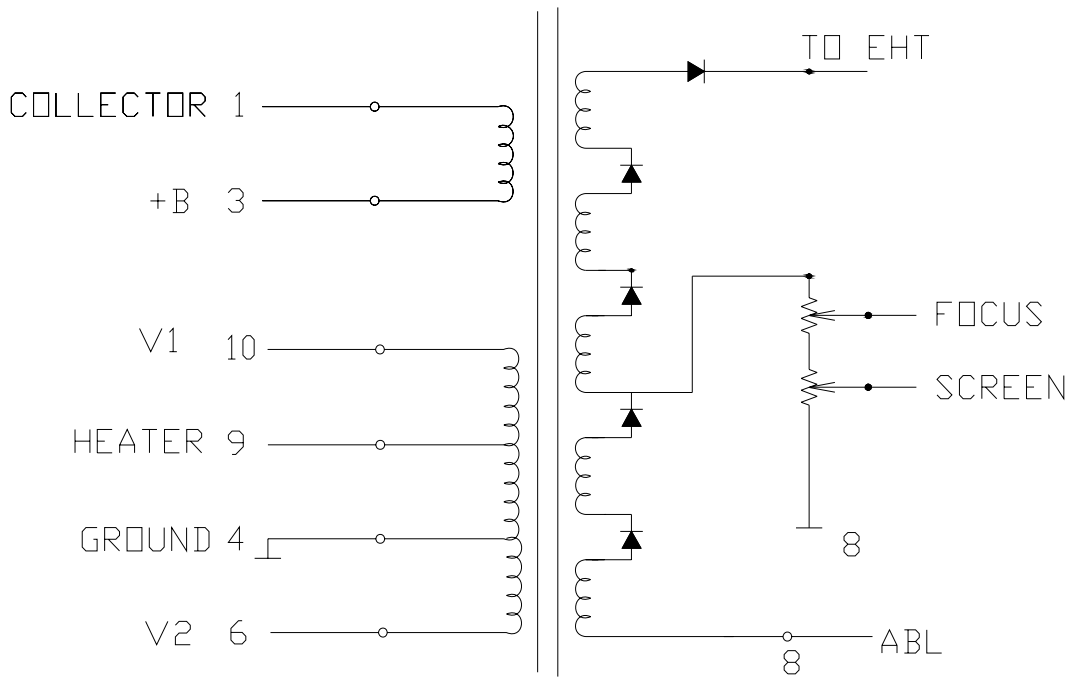 TO EHT
COLLECTOR 1
+B 3
V1 10
HEATER 9
GROUND 4
V2 6
FOCUS
SCREEN
8
ABL
8